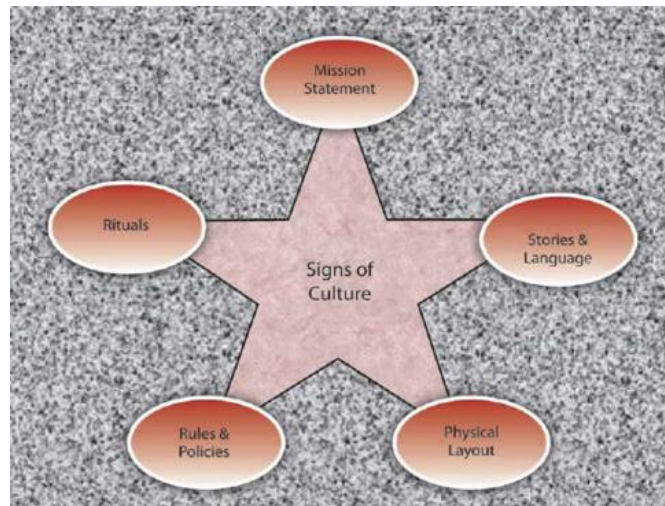 Mission
Statement
Rituals
Stories &
Language
Signs of
Culture
Rules &
Policies
Physical
Layout